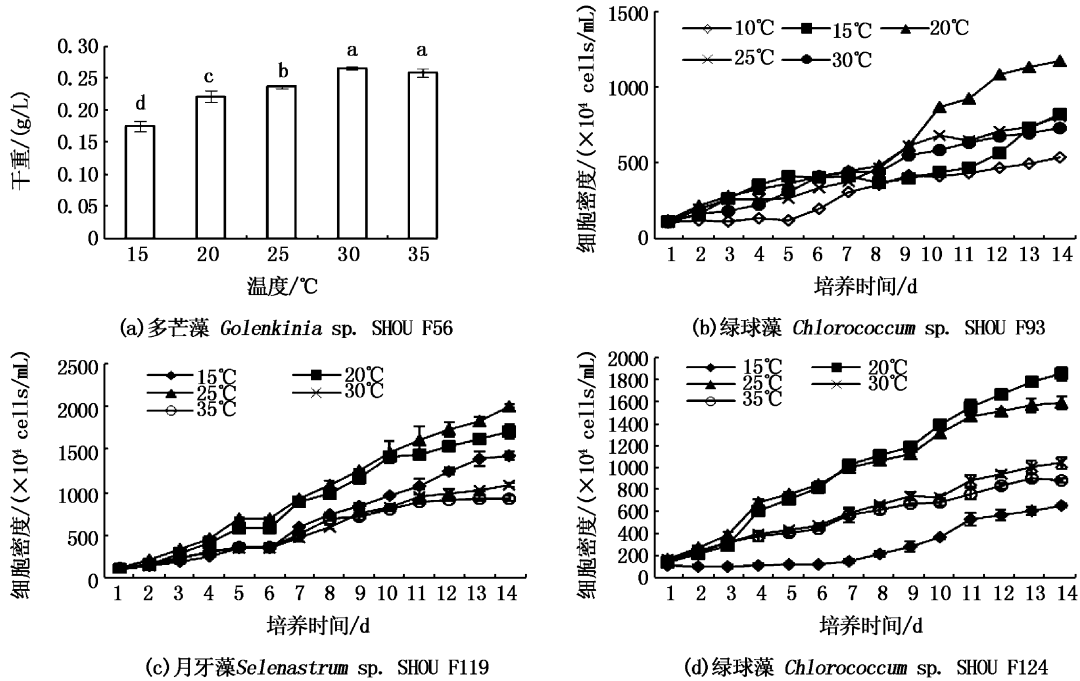 0.30
0.25
0.20
0.15
0.10
0.05
0
干重/(g/L)
d
c
b
a
a
15 20 25 30 35
温度/℃
(a)多芒藻 Golenkinia sp. SHOU F56
1500
1000
500
0
细胞密度/(×10⁴ cells/mL)
10℃ 15℃ 20℃
25℃ 30℃
1 2 3 4 5 6 7 8 9 10 11 12 13 14
培养时间/d
(b)绿球藻 Chlorococcum sp. SHOU F93
2500
2000
1500
1000
500
0
细胞密度/(×10⁴ cells/mL)
15℃ 20℃
25℃ 30℃
35℃
1 2 3 4 5 6 7 8 9 10 11 12 13 14
培养时间/d
(c)月牙藻Selenastrum sp. SHOU F119
2000
1800
1600
1400
1200
1000
800
600
400
200
0
细胞密度/(×10⁴ cells/mL)
15℃ 20℃
25℃ 30℃
35℃
1 2 3 4 5 6 7 8 9 10 11 12 13 14
培养时间/d
(d)绿球藻 Chlorococcum sp. SHOU F124